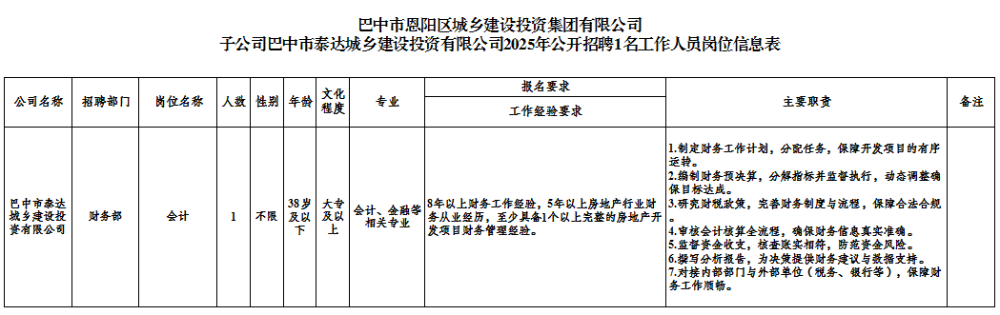 巴中市恩阳区城乡建设投资集团有限公司
子公司巴中市泰达城乡建设投资有限公司2025年公开招聘1名工作人员岗位信息表
公司名称
招聘部门
岗位名称
人数
性别
年龄
文化
程度
专业
报名要求
工作经验要求
主要职责
备注
巴中市泰达
城乡建设投
资有限公司
财务部
会计
1
不限
38岁
及以
下
大专
及以
上
会计、金融等
相关专业
8年以上财务工作经验，5年以上房地产行业财
务从业经历，至少具备1个以上完整的房地产开
发项目财务管理经验。
1.制定财务工作计划，分配任务，保障开发项目的有序
运转。
2.编制财务预决算，分解指标并监督执行，动态调整确
保目标达成。
3.研究财税政策，完善财务制度与流程，保障合法合规
。
4.审核会计核算全流程，确保财务信息真实准确。
5.监督资金收支，核查账实相符，防范资金风险。
6.撰写分析报告，为决策提供财务建议与数据支持。
7.对接内部部门与外部单位（税务、银行等），保障财
务工作顺畅。